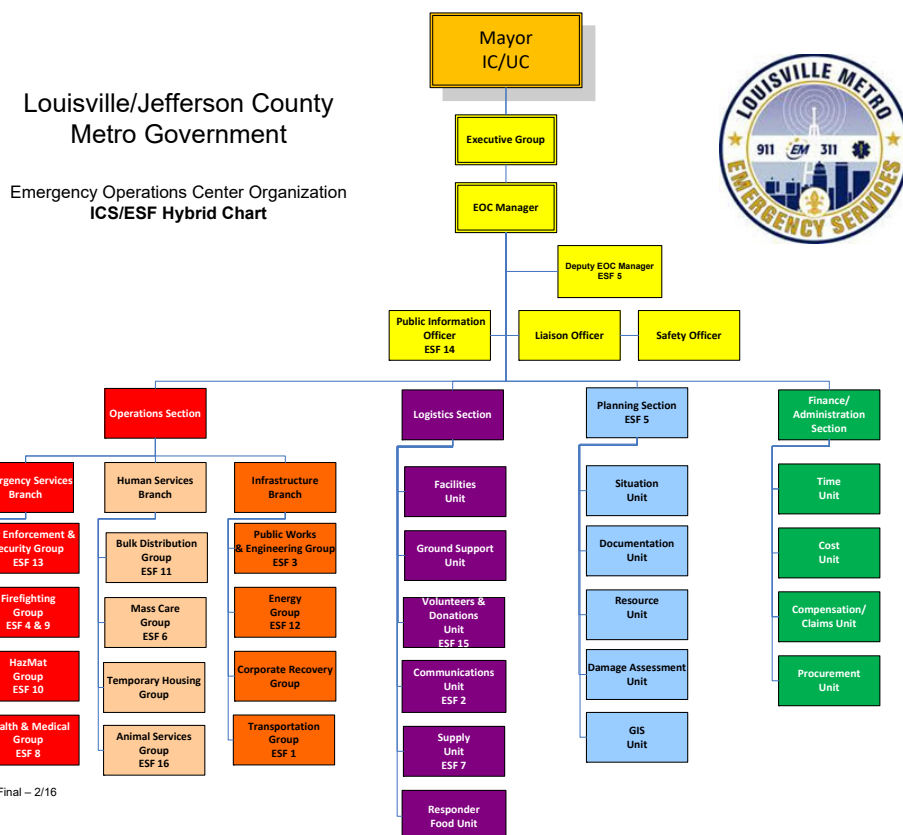 Mayor
IC/UC
Louisville/Jefferson County
Metro Government
Emergency Operations Center Organization
ICS/ESF Hybrid Chart
LOUISVILLE METRO
911 EM 311
EMERGENCY SERVICES
Executive Group
EOC Manager
Deputy EOC Manager
ESF 5
Public Information
Officer
ESF 14
Liaison Officer
Safety Officer
Operations Section
Logistics Section
Planning Section
ESF 5
Finance/
Administration
Section
rgency Services
Branch
Enforcement &
ecurity Group
ESF 13
Firefighting
Group
ESF 4 & 9
HazMat
Group
ESF 10
alth & Medical
Group
ESF 8
Human Services
Branch
Bulk Distribution
Group
ESF 11
Mass Care
Group
ESF 6
Temporary Housing
Group
Animal Services
Group
ESF 16
Infrastructure
Branch
Public Works
& Engineering Group
ESF 3
Energy
Group
ESF 12
Corporate Recovery
Group
Transportation
Group
ESF 1
Facilities
Unit
Ground Support
Unit
Volunteers &
Donations
Unit
ESF 15
Communications
Unit
ESF 2
Supply
Unit
ESF 7
Responder
Food Unit
Situation
Unit
Documentation
Unit
Resource
Unit
Damage Assessment
Unit
GIS
Unit
Time
Unit
Cost
Unit
Compensation/
Claims Unit
Procurement
Unit
Final – 2/16